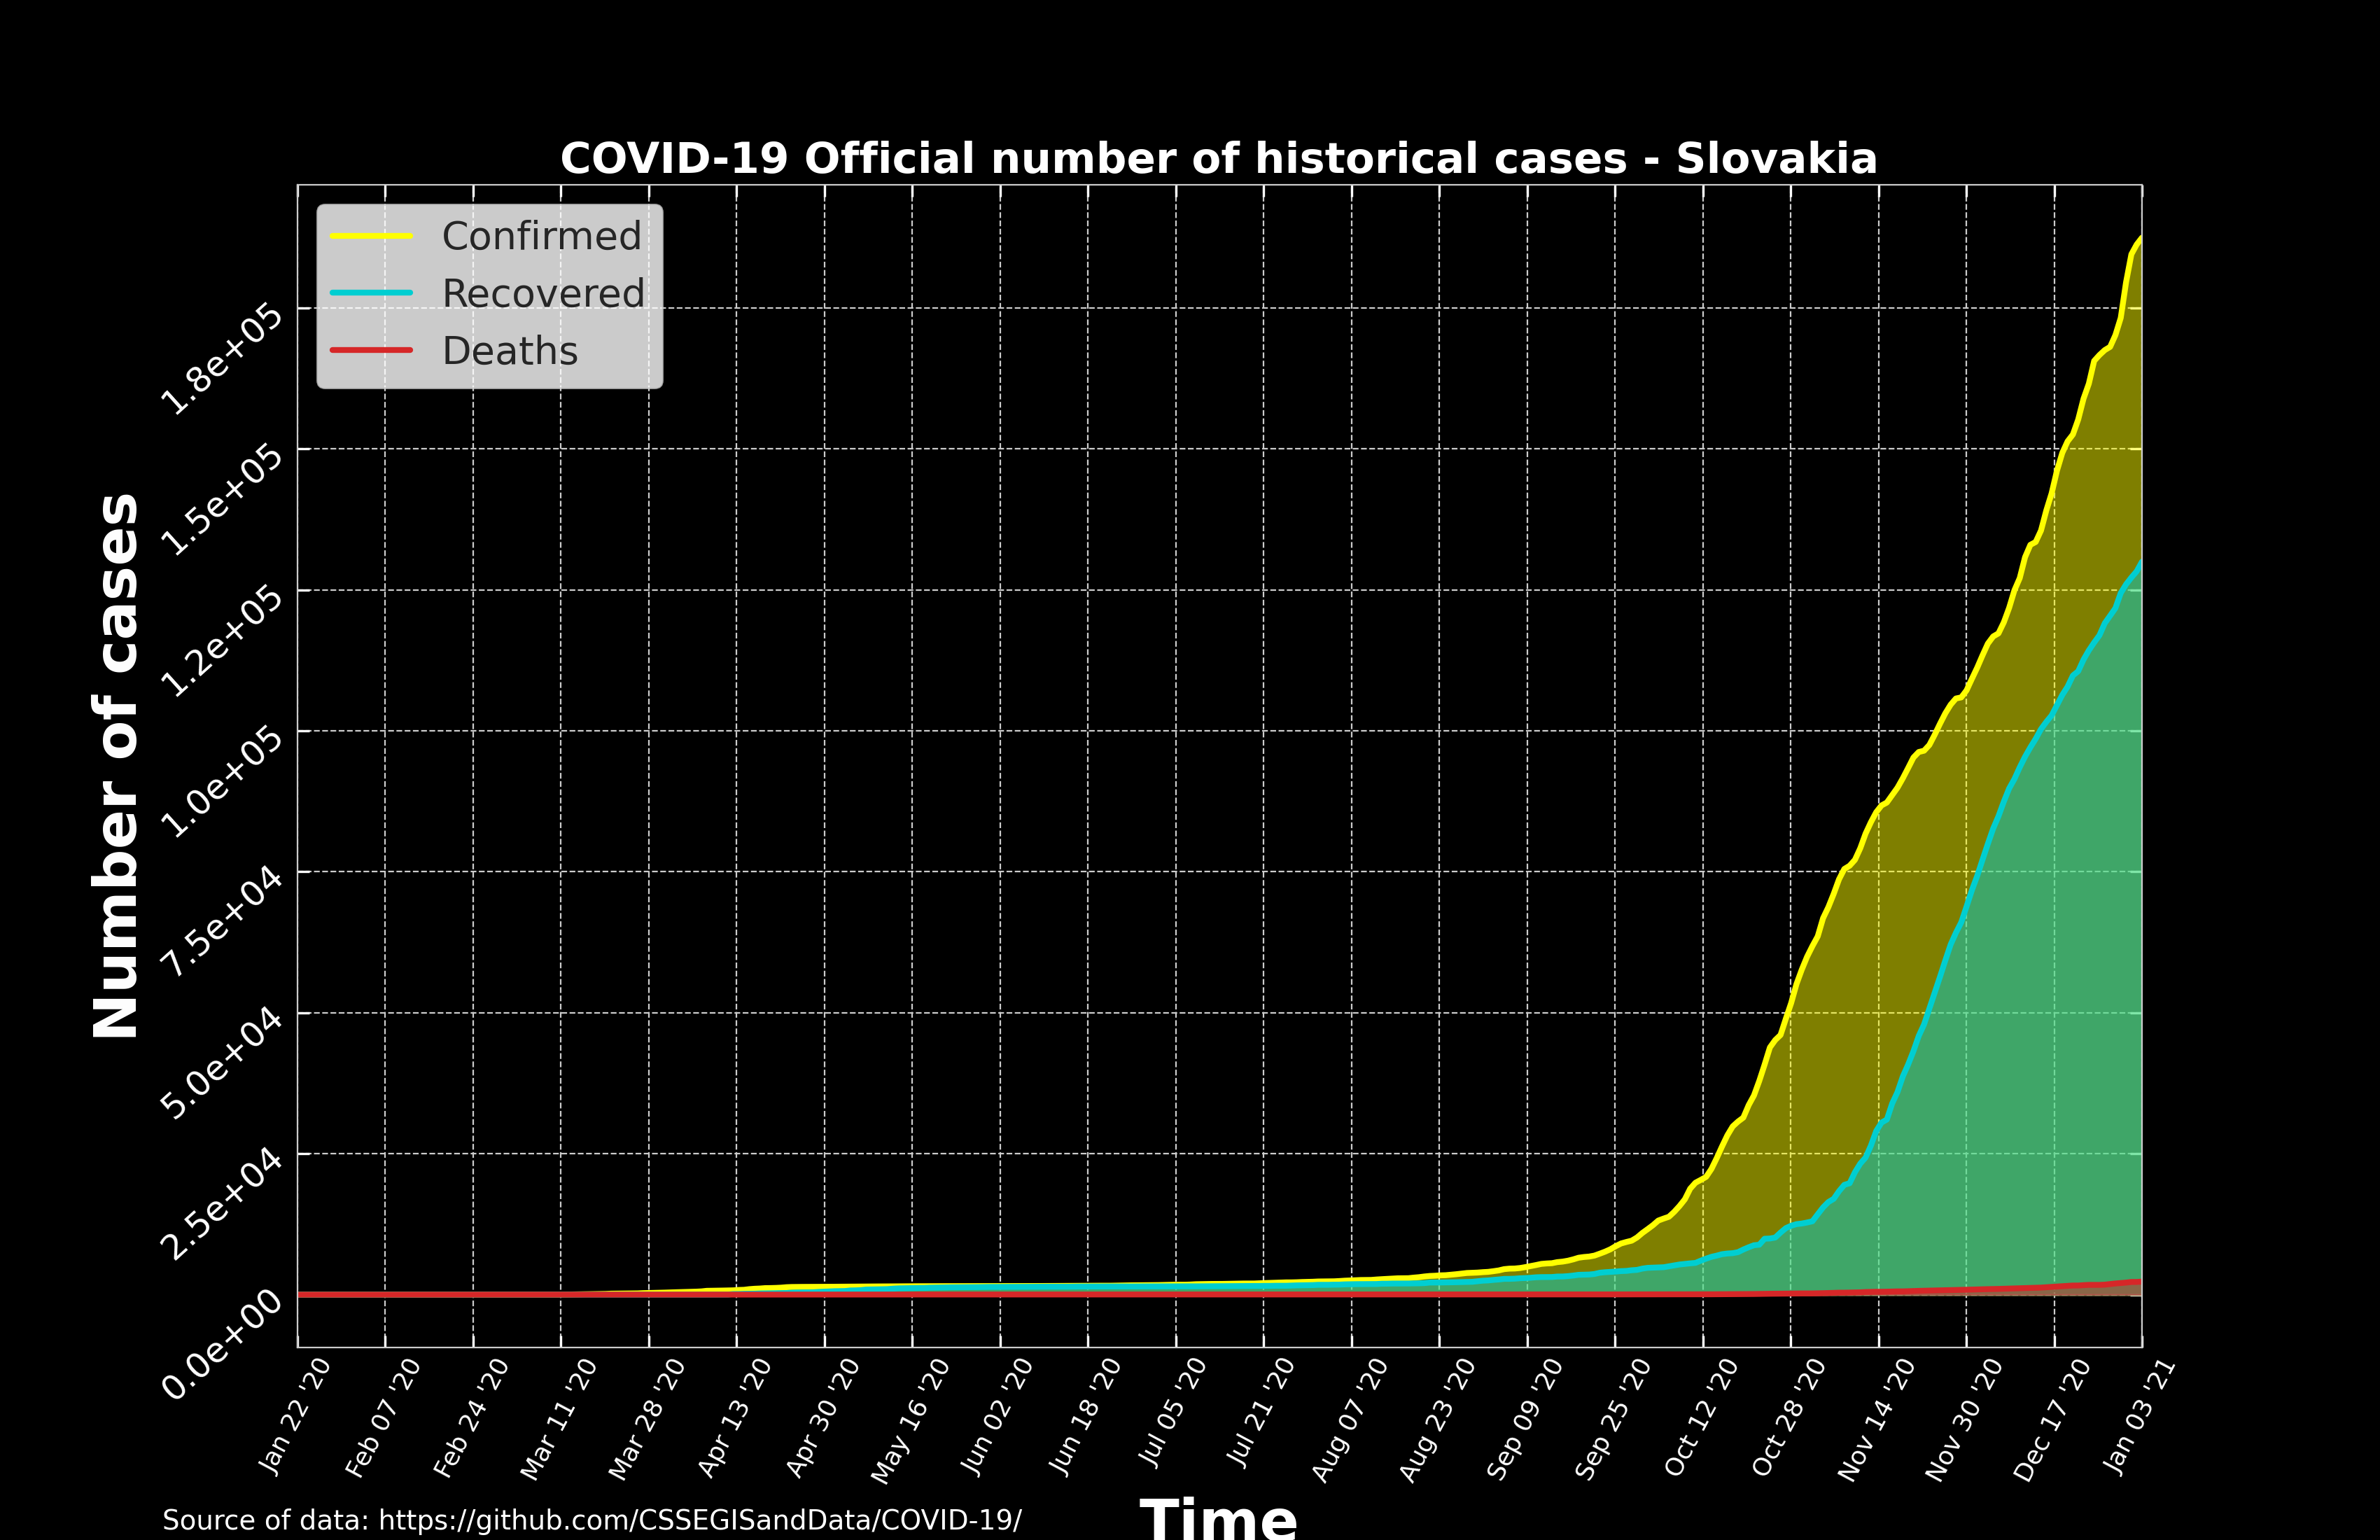 COVID-19 Official number of historical cases - Slovakia
Confirmed
Recovered
Deaths
Number of cases
1.8e+05
1.5e+05
1.2e+05
1.0e+05
7.5e+04
5.0e+04
2.5e+04
0.0e+00
Jan 22 '20
Feb 07 '20
Feb 24 '20
Mar 11 '20
Mar 28 '20
Apr 13 '20
Apr 30 '20
May 16 '20
Jun 02 '20
Jun 18 '20
Jul 05 '20
Jul 21 '20
Aug 07 '20
Aug 23 '20
Sep 09 '20
Sep 25 '20
Oct 12 '20
Oct 28 '20
Nov 14 '20
Nov 30 '20
Dec 17 '20
Jan 03 '21
Time
Source of data: https://github.com/CSSEGISandData/COVID-19/